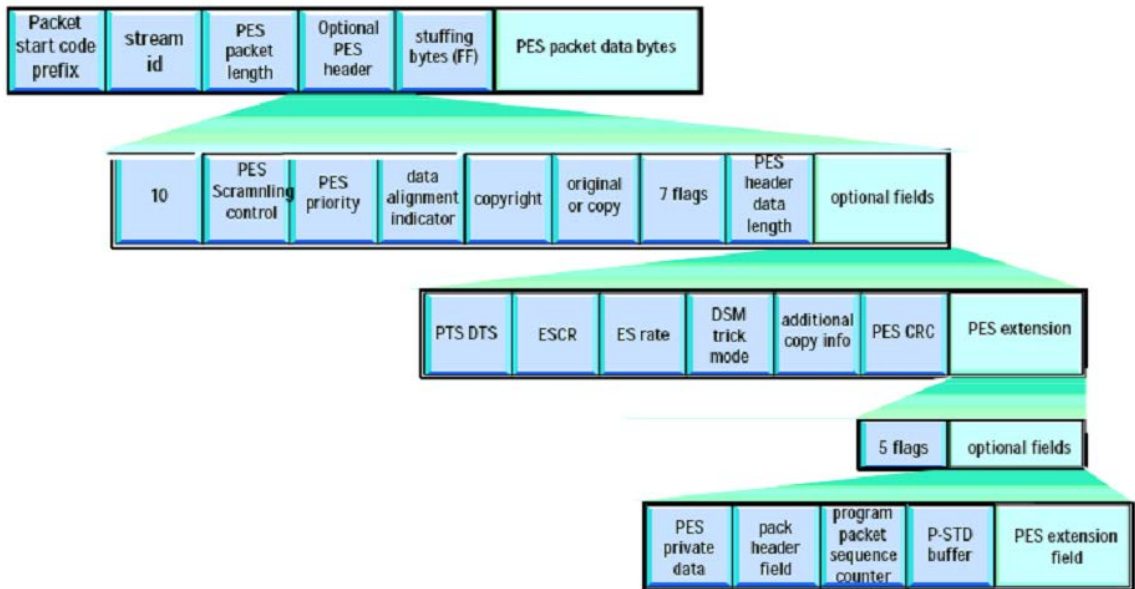 Packet
start code
prefix
stream
id
PES
packet
length
Optional
PES
header
stuffing
bytes (FF)
PES packet data bytes
10
PES
Scramnling
control
PES
priority
data
alignment
indicator
copyright
original
or copy
7 flags
PES
header
data
length
optional fields
PTS DTS
ESCR
ES rate
DSM
trick
mode
additional
copy info
PES CRC
PES extension
5 flags
optional fields
PES
private
data
pack
header
field
program
packet
sequence
counter
P-STD
buffer
PES extension
field